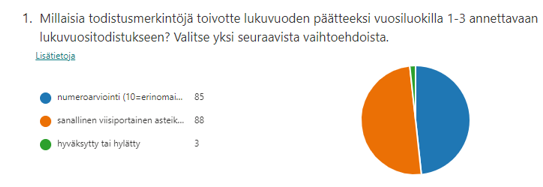 1. Millaisia todistusmerkintöjä toivotte lukuvuoden päätteeksi vuosiluokilla 1-3 annettavaan
lukuvuositodistukseen? Valitse yksi seuraavista vaihtoehdoista.
Lisätietoja
numeroarviointi (10=erinomai... 85
sanallinen viisiportainen asteik... 88
hyväksytty tai hylätty 3